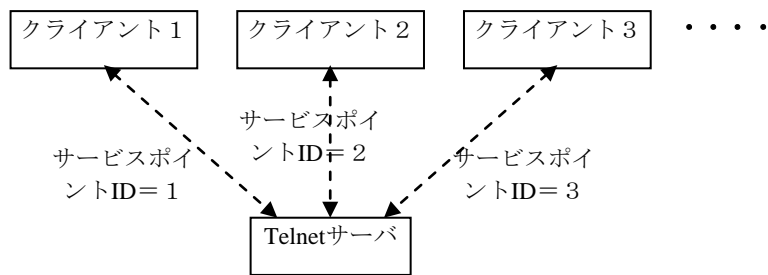 クライアント1
クライアント2
クライアント3
・・・・
サービスポイ
ントID=2
サービスポイ
ントID=1
サービスポイ
ントID=3
Telnetサーバ